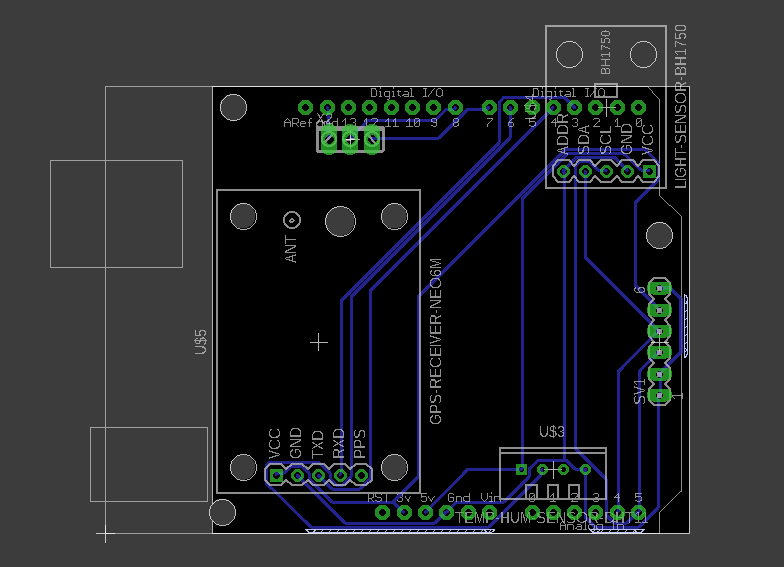 BH1750
LIGHT-SENSOR-BH1750
Digital I/O
Digital I/O
ARef Gnd 13 12 11 10 9 8
7 6 5 4 3 2 1 0
ADDR
SDA
SCL
GND
VCC
ANT
GPS-RECEIVER-NEO6M
U$5
6
SV1
1
VCC
GND
TXD
RXD
PPS
U$3
RST 3v 5v Gnd Vin
0 1 2 3 4 5
TEMP-HUM-SENSOR-DHT11
Analog In